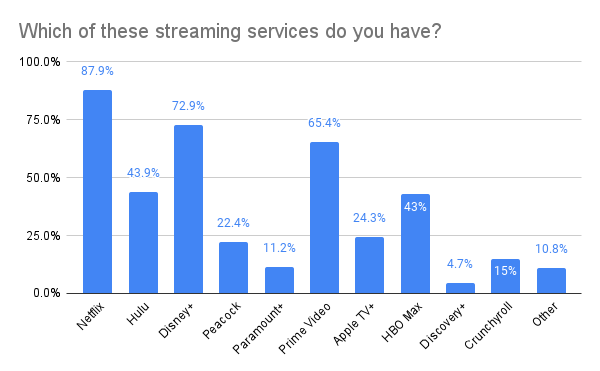 Which of these streaming services do you have?
100.0%
75.0%
50.0%
25.0%
0.0%
87.9%
43.9%
72.9%
22.4%
11.2%
65.4%
24.3%
43%
4.7%
15%
10.8%
Netflix
Hulu
Disney+
Peacock
Paramount+
Prime Video
Apple TV+
HBO Max
Discovery+
Crunchyroll
Other